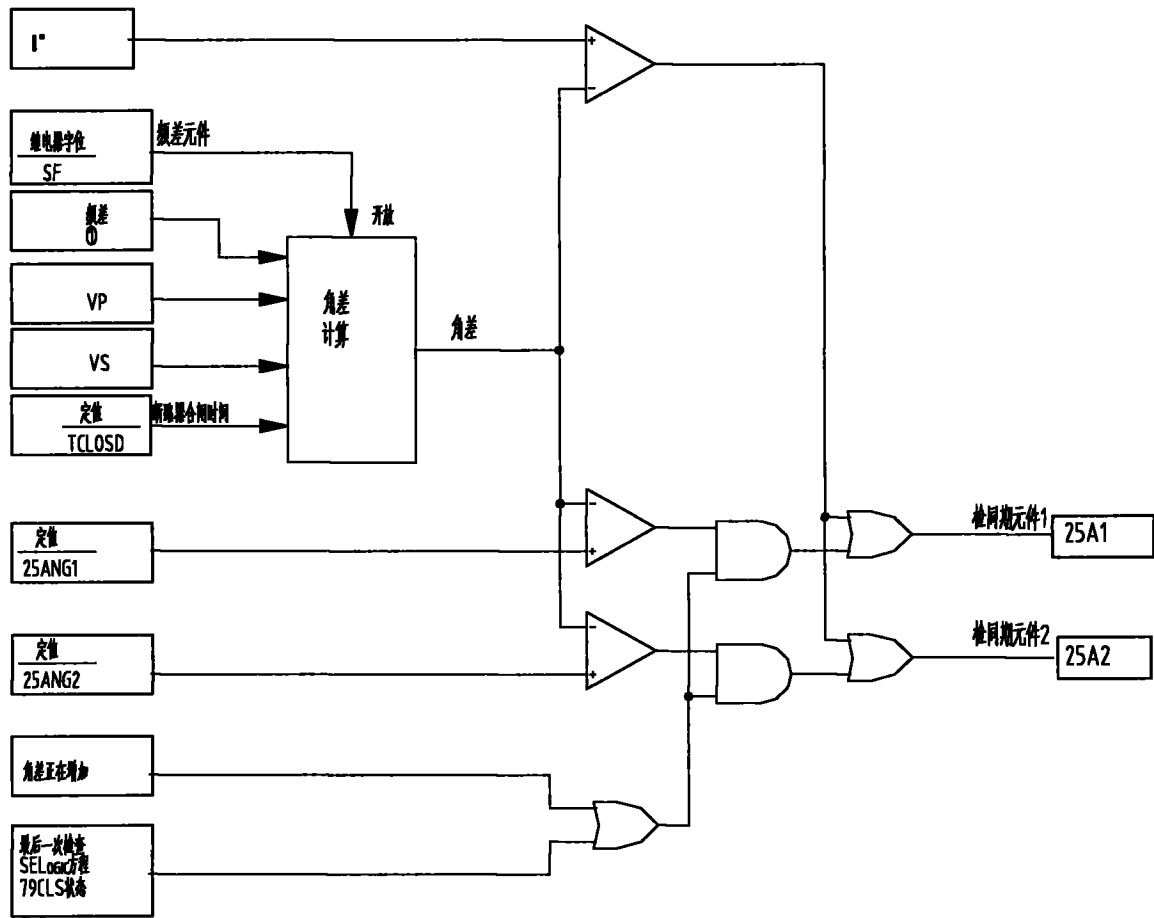 继电器字位
SF
频差元件
频差
①
开放
VP
角差
计算
角差
VS
定值
TCLOSD
断路器合闸时间
定值
25ANG1
检同期元件1
25A1
定值
25ANG2
检同期元件2
25A2
角差正在增加
最后一次检查
SELogic方程
79CLS状态
+
-
-
+
-
+